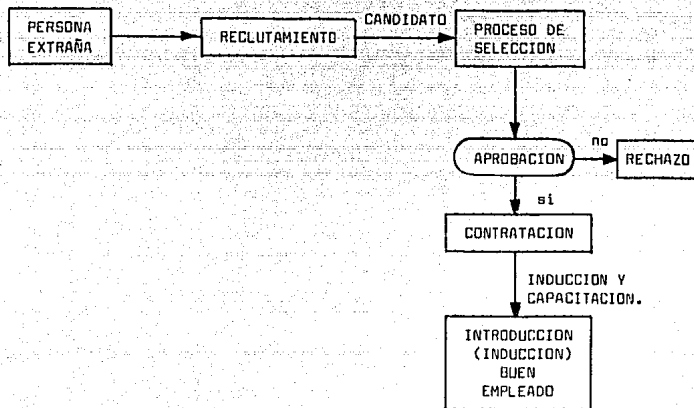 PERSONA
EXTRAÑA
RECLUTAMIENTO
CANDIDATO
PROCESO DE
SELECCION
APROBACION
no
RECHAZO
si
CONTRATACION
INDUCCION Y
CAPACITACION.
INTRODUCCION
(INDUCCION)
BUEN
EMPLEADO